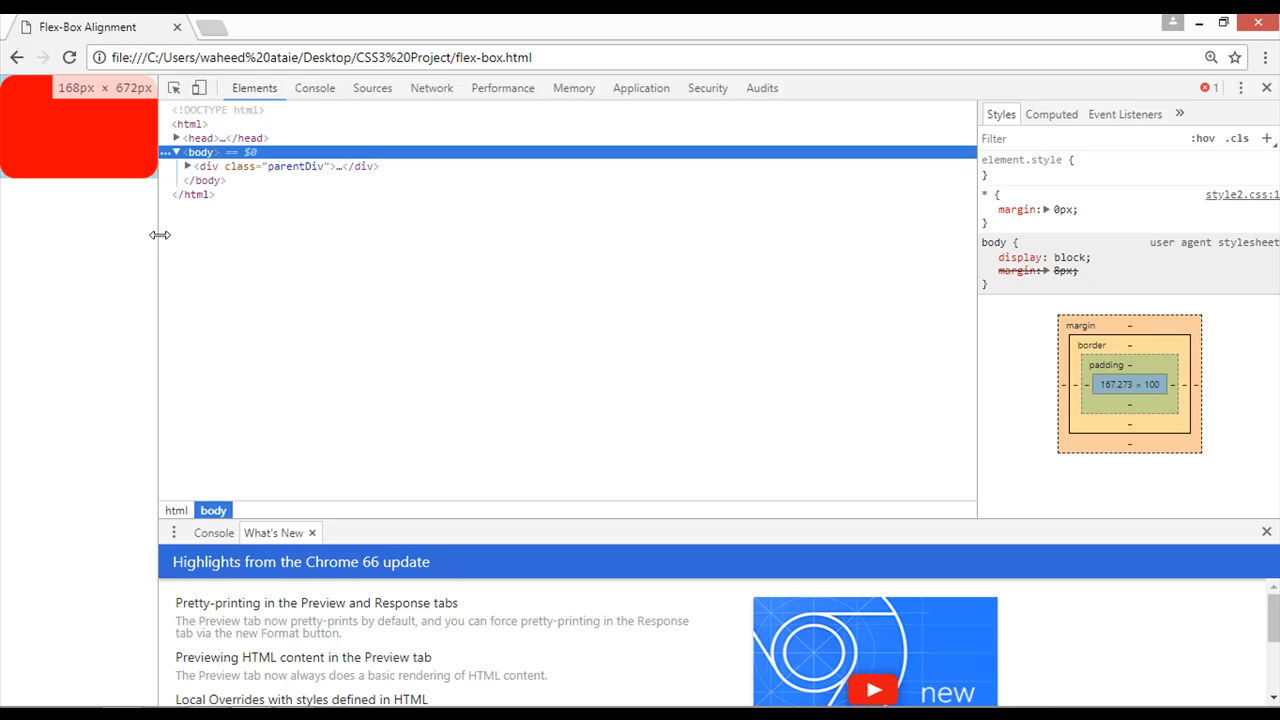 Flex-Box Alignment
file:///C:/Users/waheed%20ataie/Desktop/CSS3%20Project/flex-box.html
168px × 672px
Elements Console Sources Network Performance Memory Application Security Audits 1
<!DOCTYPE html>
<html>
<head>…</head>
… <body> == $0
<div class="parentDiv">…</div>
</body>
</html>
html body
Styles Computed Event Listeners »
Filter :hov .cls +
element.style {
}
* { style2.css:1
margin: 0px;
}
body { user agent stylesheet
display: block;
margin: 8px;
}
margin –
border –
padding –
– – – 167.273 × 100 – – –
–
–
–
Console What's New
Highlights from the Chrome 66 update
Pretty-printing in the Preview and Response tabs
The Preview tab now pretty-prints by default, and you can force pretty-printing in the Response
tab via the new Format button.
Previewing HTML content in the Preview tab
The Preview tab now always does a basic rendering of HTML content.
Local Overrides with styles defined in HTML
new